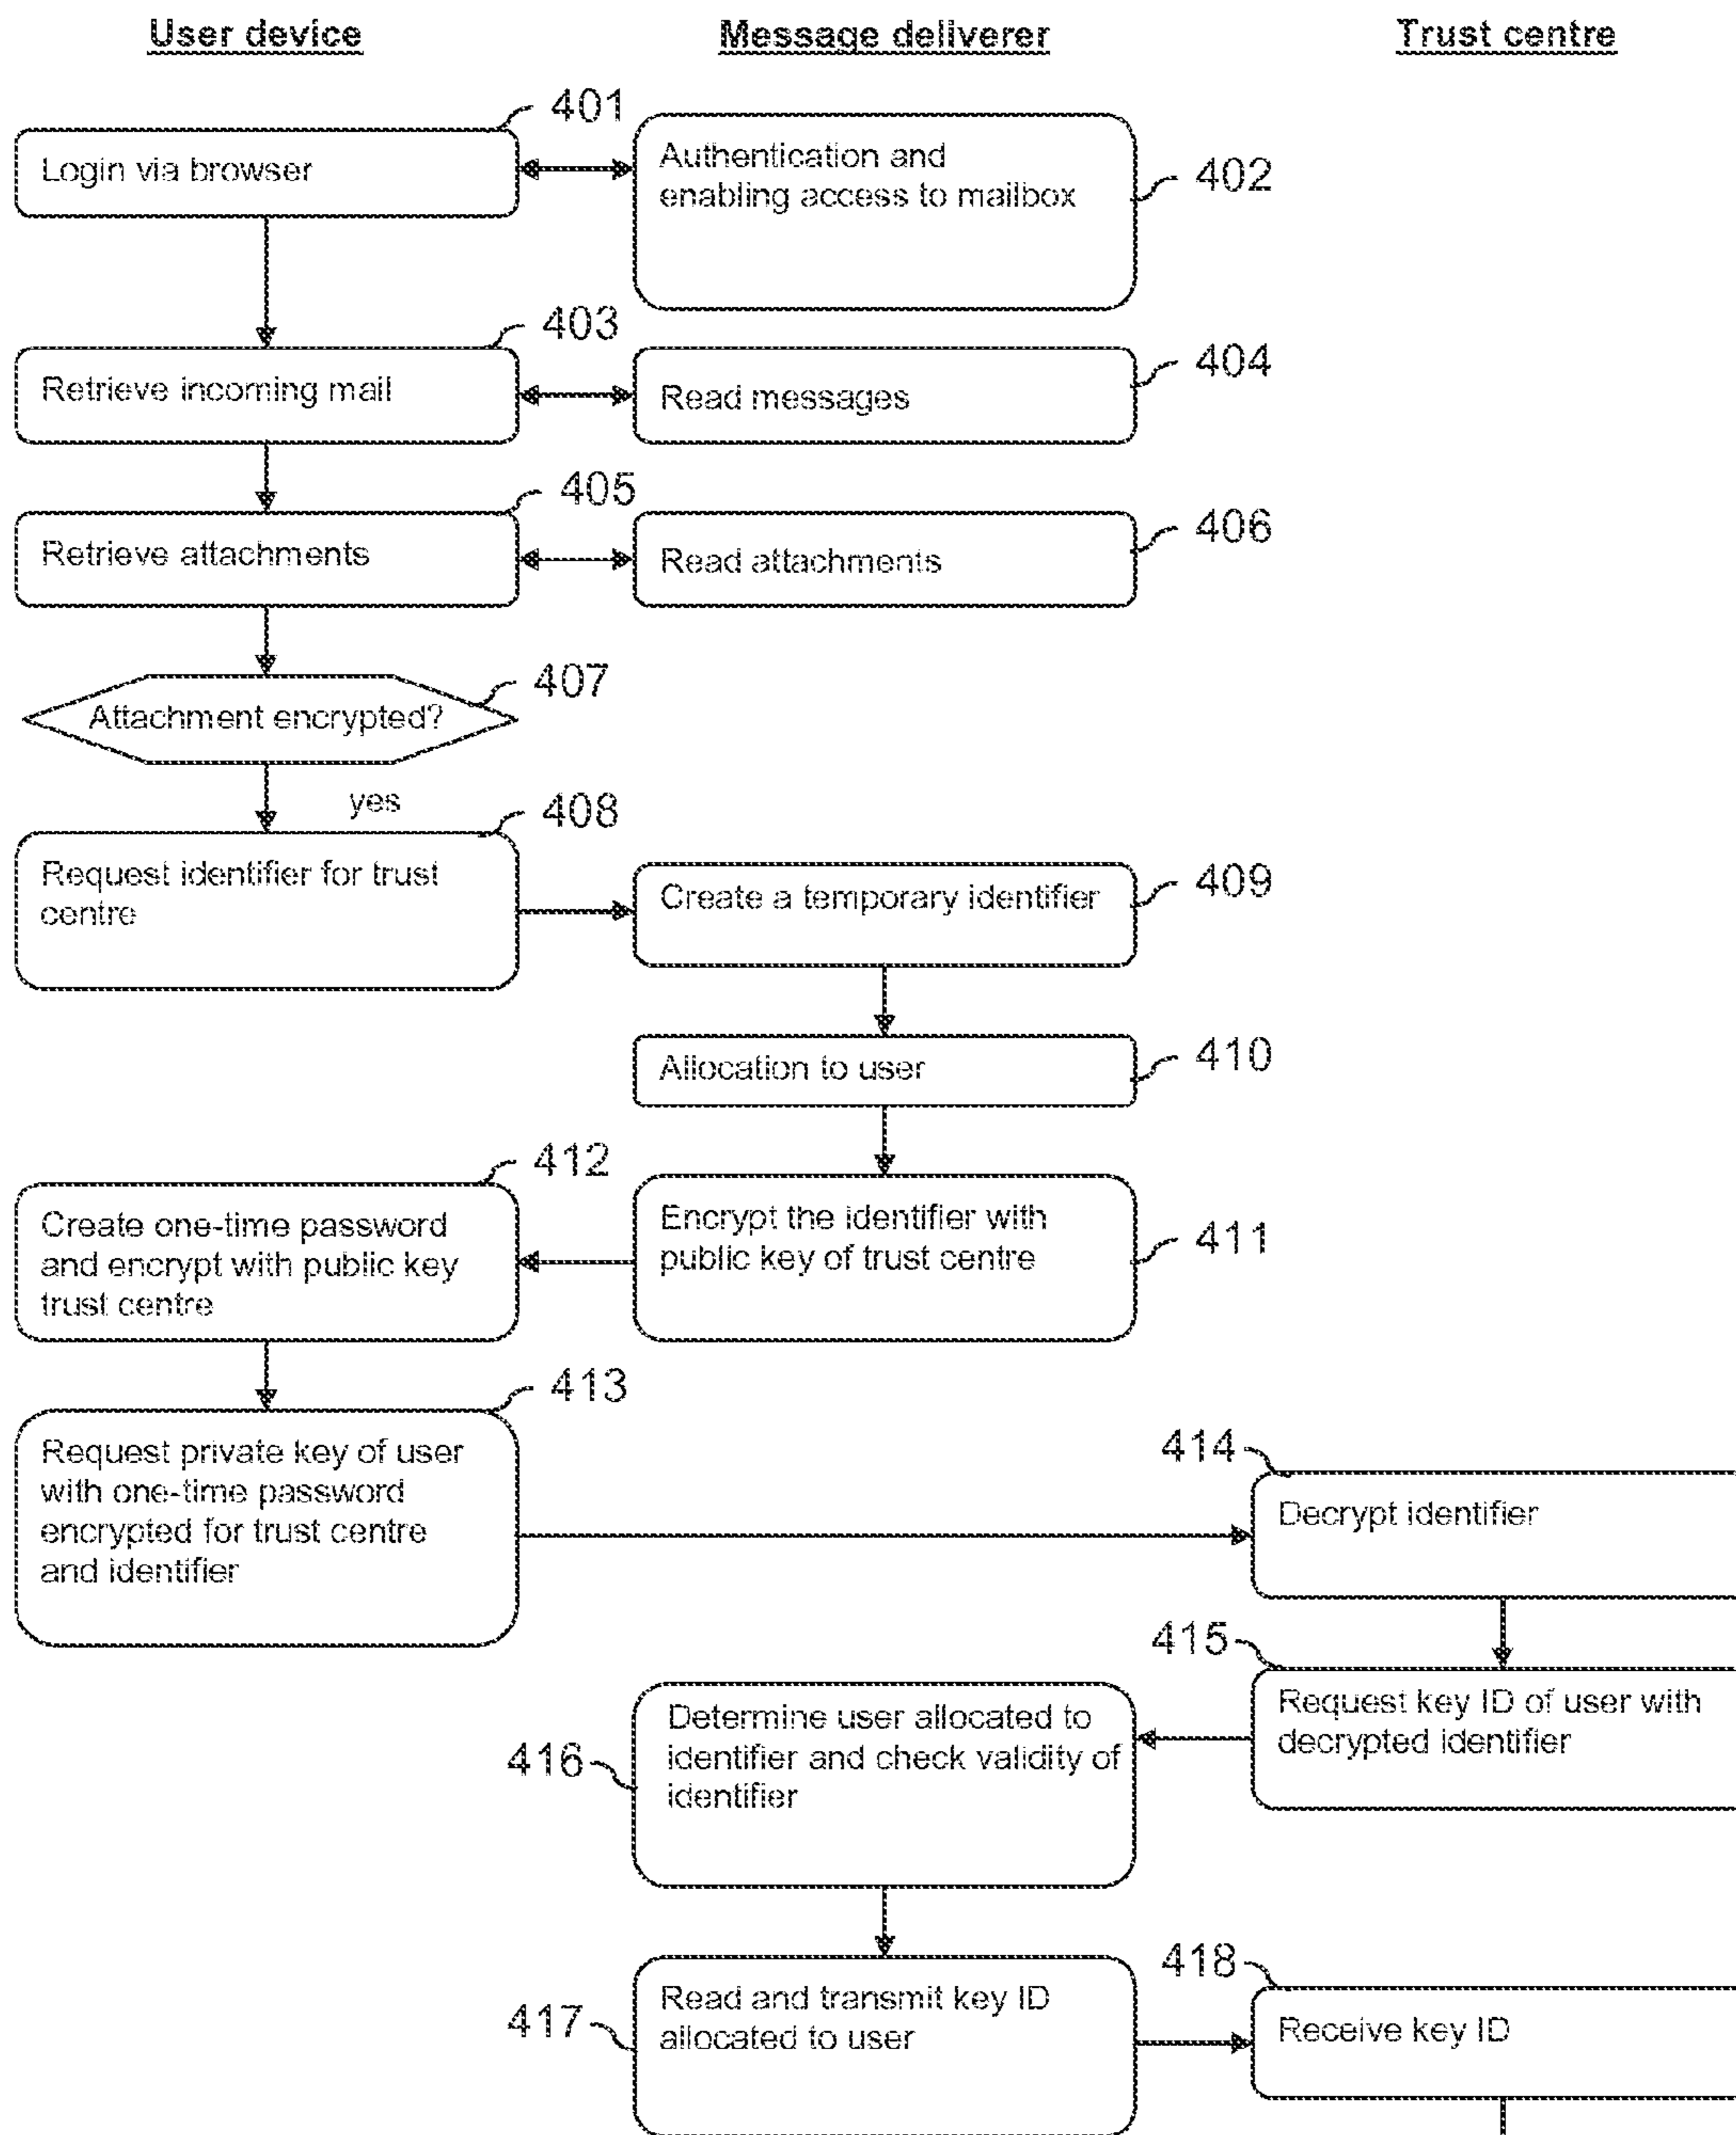 User device
Message deliverer
Trust centre
401
Login via browser
Authentication and
enabling access to mailbox
402
403
Retrieve incoming mail
Read messages
404
405
Retrieve attachments
Read attachments
406
407
Attachment encrypted?
yes
408
Request identifier for trust
centre
Create a temporary identifier
409
Allocation to user
410
412
Create one-time password
and encrypt with public key
trust centre
Encrypt the identifier with
public key of trust centre
411
413
Request private key of user
with one-time password
encrypted for trust centre
and identifier
414
Decrypt identifier
415
Request key ID of user with
decrypted identifier
416
Determine user allocated to
identifier and check validity of
identifier
417
Read and transmit key ID
allocated to user
418
Receive key ID